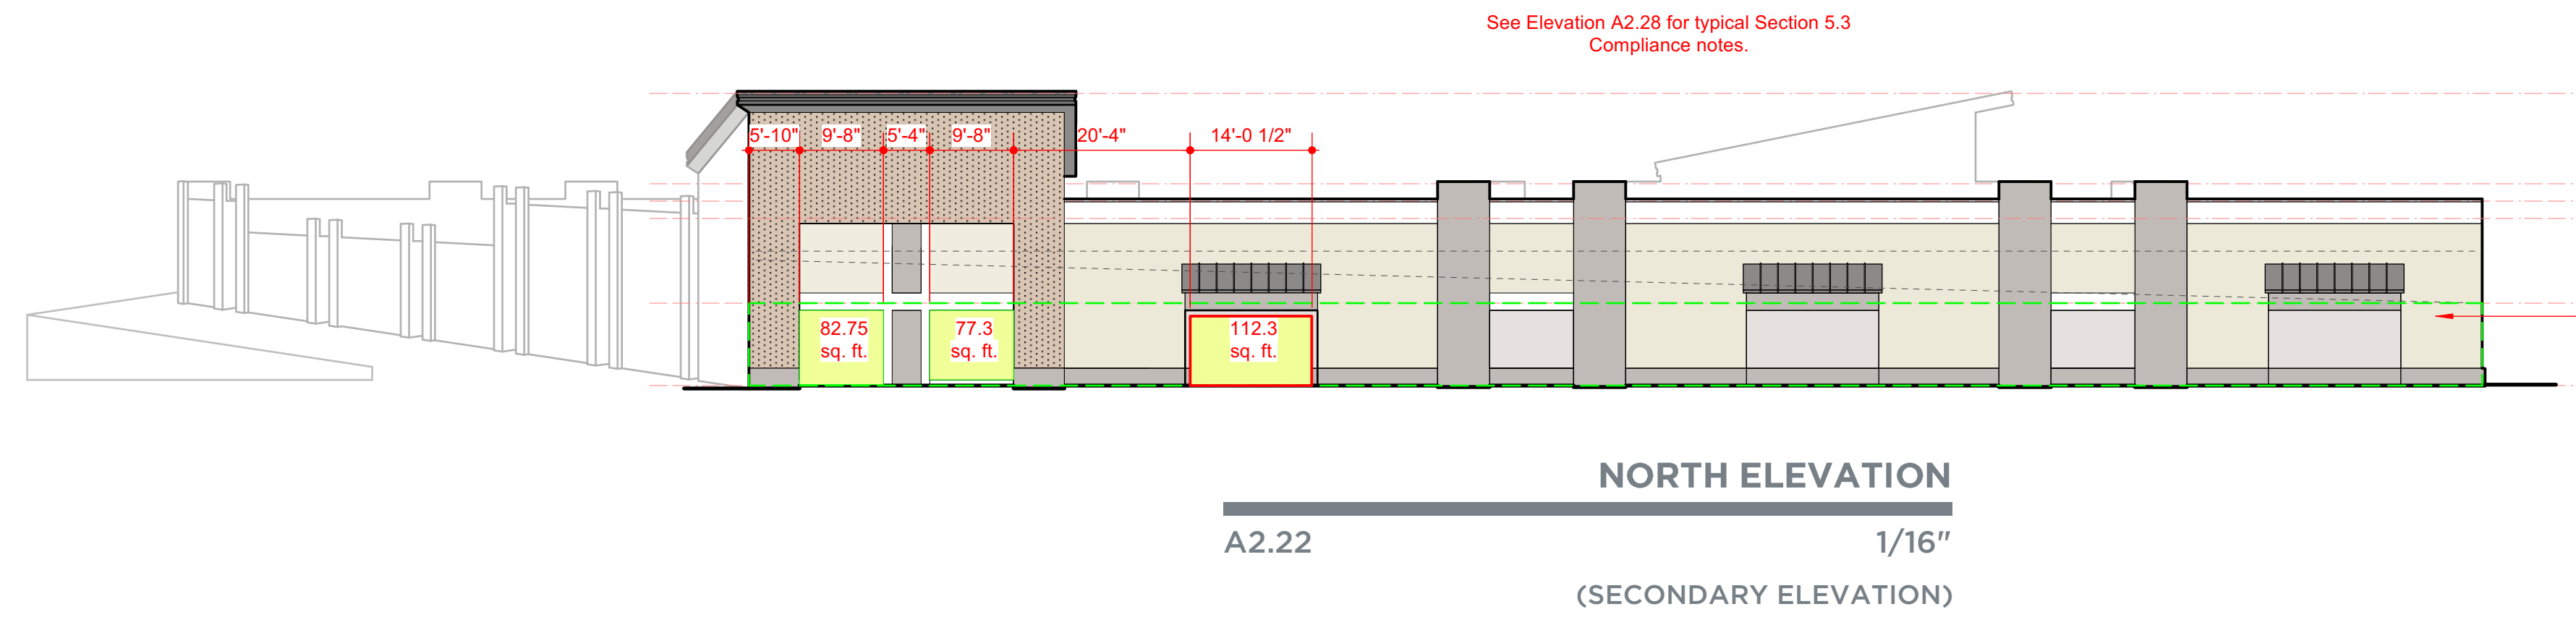 See Elevation A2.28 for typical Section 5.3
Compliance notes.
5'-10" 9'-8" 5'-4" 9'-8" 20'-4" 14'-0 1/2"
82.75
sq. ft.
77.3
sq. ft.
112.3
sq. ft.
NORTH ELEVATION
A2.22 1/16"
(SECONDARY ELEVATION)